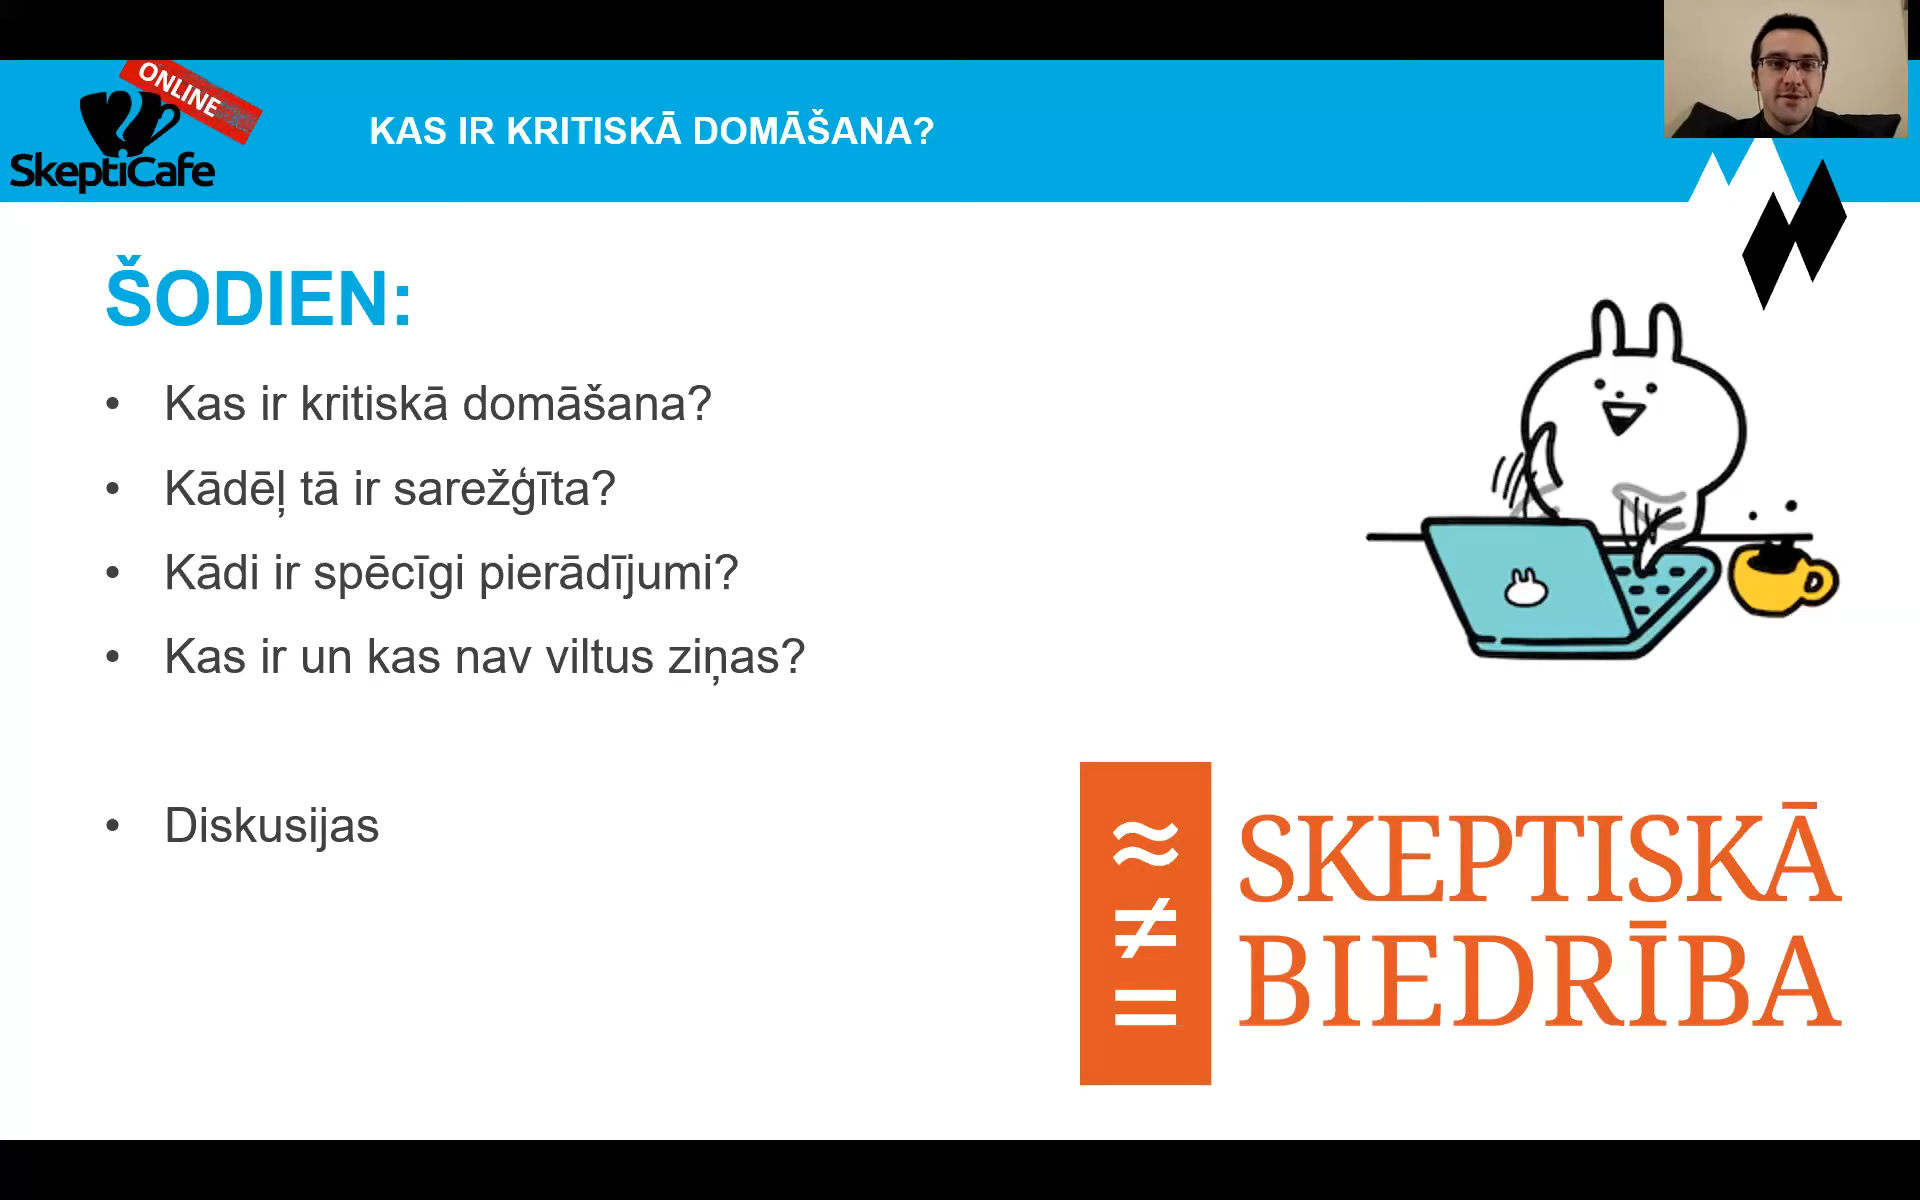 ONLINE
SkeptiCafe
KAS IR KRITISKĀ DOMĀŠANA?
ŠODIEN:
• Kas ir kritiskā domāšana?
• Kādēļ tā ir sarežģīta?
• Kādi ir spēcīgi pierādījumi?
• Kas ir un kas nav viltus ziņas?
• Diskusijas
≈
≠
=
SKEPTISKĀ
BIEDRĪBA